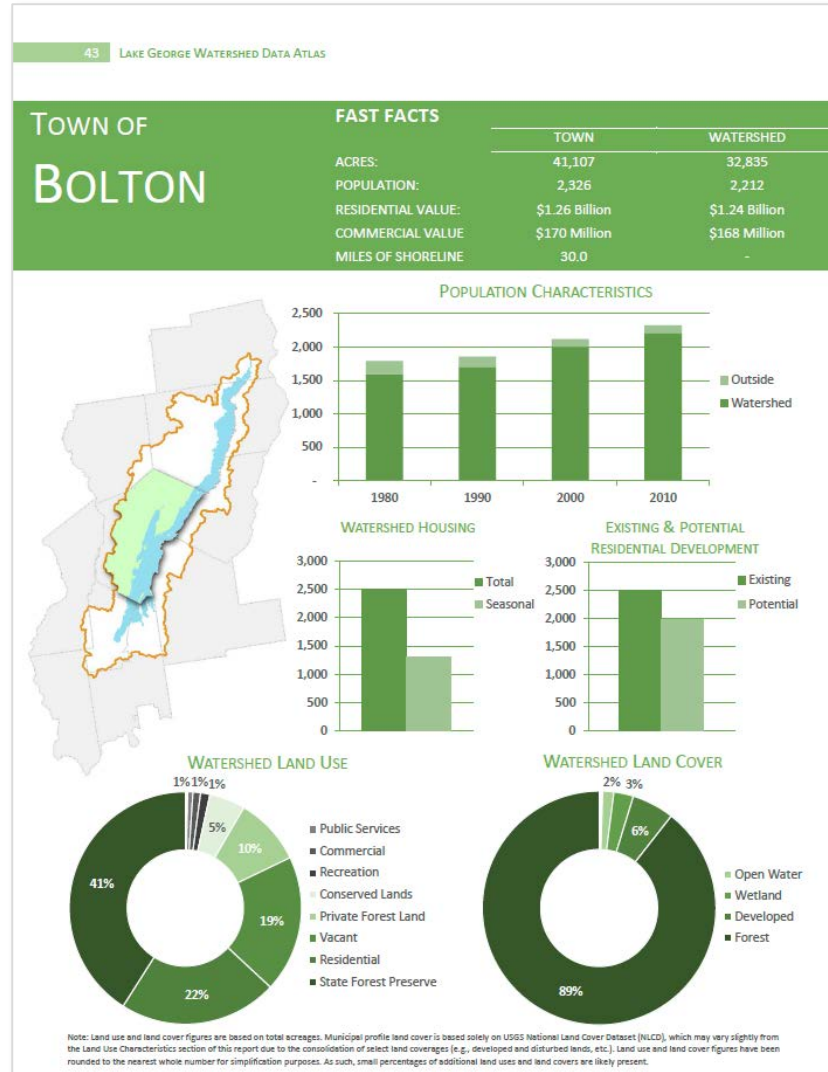 43 LAKE GEORGE WATERSHED DATA ATLAS
TOWN OF
BOLTON
FAST FACTS
TOWN WATERSHED
ACRES: 41,107 32,835
POPULATION: 2,326 2,212
RESIDENTIAL VALUE: $1.26 Billion $1.24 Billion
COMMERCIAL VALUE $170 Million $168 Million
MILES OF SHORELINE 30.0 -
POPULATION CHARACTERISTICS
2,500
2,000
1,500
1,000
500
-
1980 1990 2000 2010
Outside
Watershed
WATERSHED HOUSING
3,000
2,500
2,000
1,500
1,000
500
0
Total
Seasonal
EXISTING & POTENTIAL
RESIDENTIAL DEVELOPMENT
3,000
2,500
2,000
1,500
1,000
500
0
Existing
Potential
WATERSHED LAND USE
1% 1% 1%
5%
10%
19%
22%
41%
Public Services
Commercial
Recreation
Conserved Lands
Private Forest Land
Vacant
Residential
State Forest Preserve
WATERSHED LAND COVER
2% 3%
6%
89%
Open Water
Wetland
Developed
Forest
Note: Land use and land cover figures are based on total acreages. Municipal profile land cover is based solely on USGS National Land Cover Dataset (NLCD), which may vary slightly from
the Land Use Characteristics section of this report due to the consolidation of select land coverages (e.g., developed and disturbed lands, etc.). Land use and land cover figures have been
rounded to the nearest whole number for simplification purposes. As such, small percentages of additional land uses and land covers are likely present.